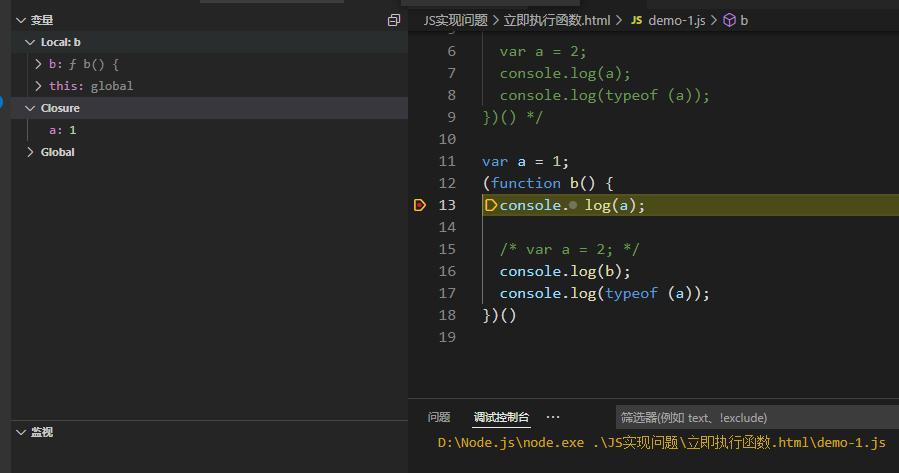 变量
Local: b
b: ƒ b() {
this: global
Closure
a: 1
Global
监视
JS实现问题 > 立即执行函数.html > JS demo-1.js > b
6 var a = 2;
7 console.log(a);
8 console.log(typeof (a));
9 })() */
10
11 var a = 1;
12 (function b() {
13 console. log(a);
14
15 /* var a = 2; */
16 console.log(b);
17 console.log(typeof (a));
18 })()
19
问题 调试控制台 ··· 筛选器(例如 text、!exclude)
D:\Node.js\node.exe .\JS实现问题\立即执行函数.html\demo-1.js